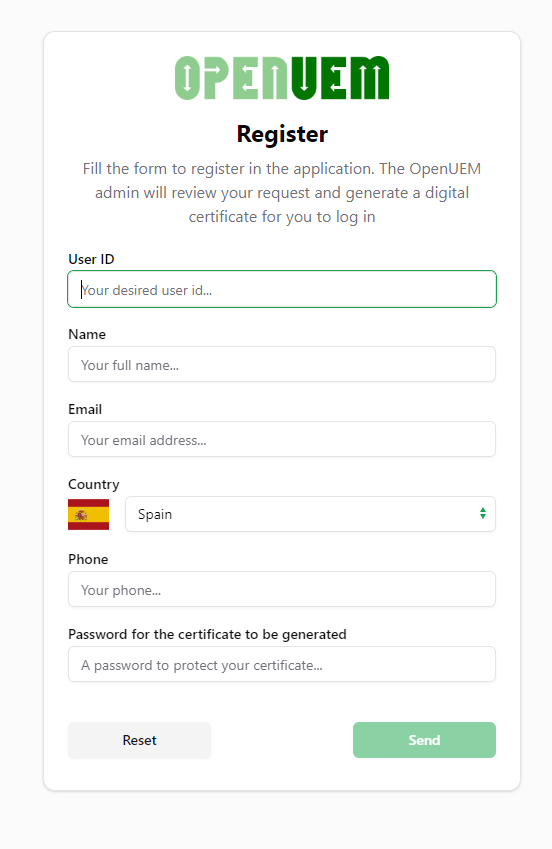 OPENUEM
Register
Fill the form to register in the application. The OpenUEM
admin will review your request and generate a digital
certificate for you to log in
User ID
Your desired user id...
Name
Your full name...
Email
Your email address...
Country
Spain
Phone
Your phone...
Password for the certificate to be generated
A password to protect your certificate...
Reset
Send